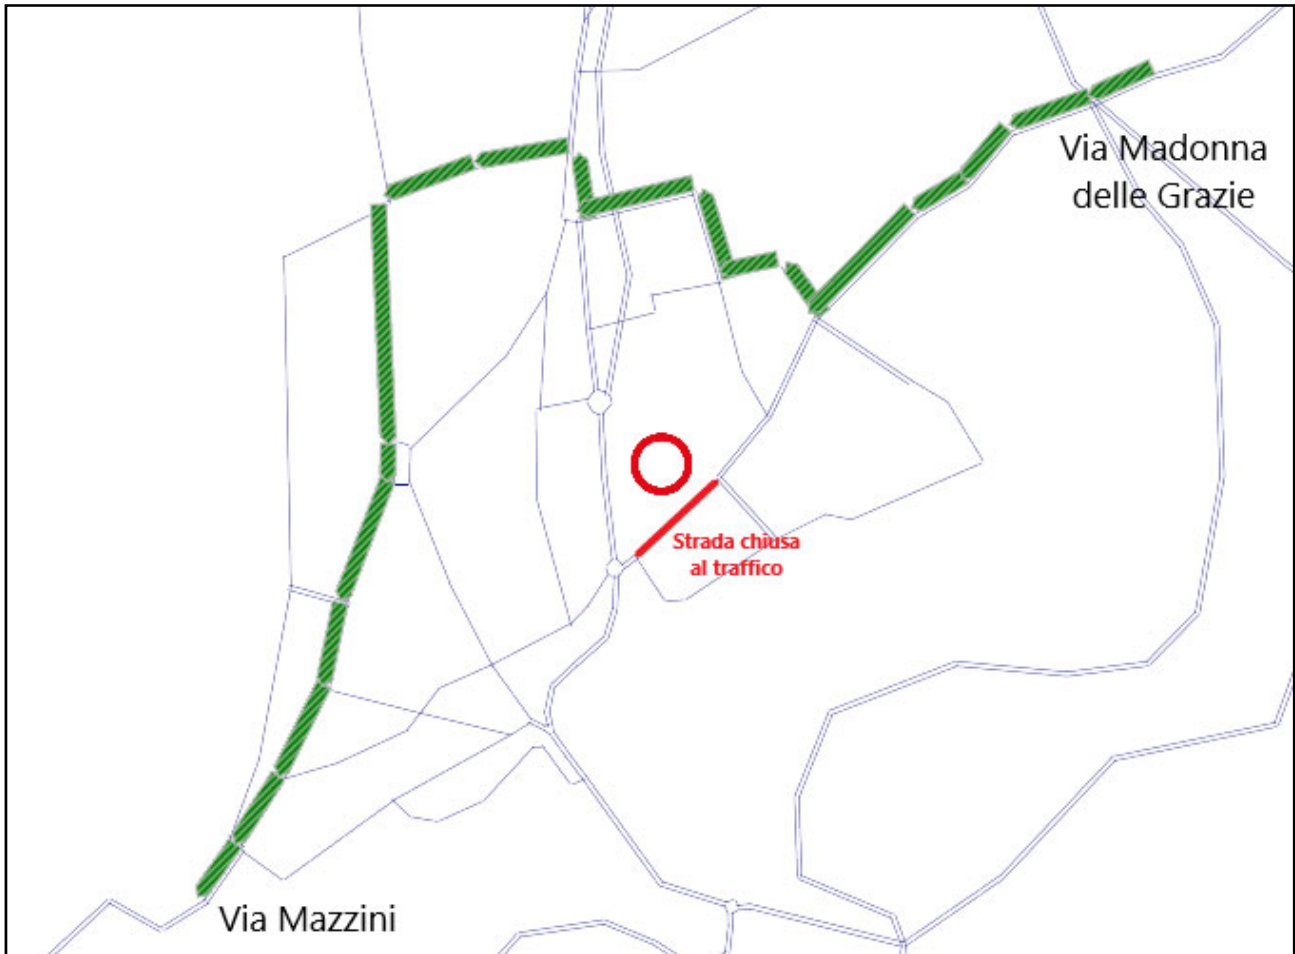 Via Madonna
delle Grazie
Strada chiusa
al traffico
Via Mazzini